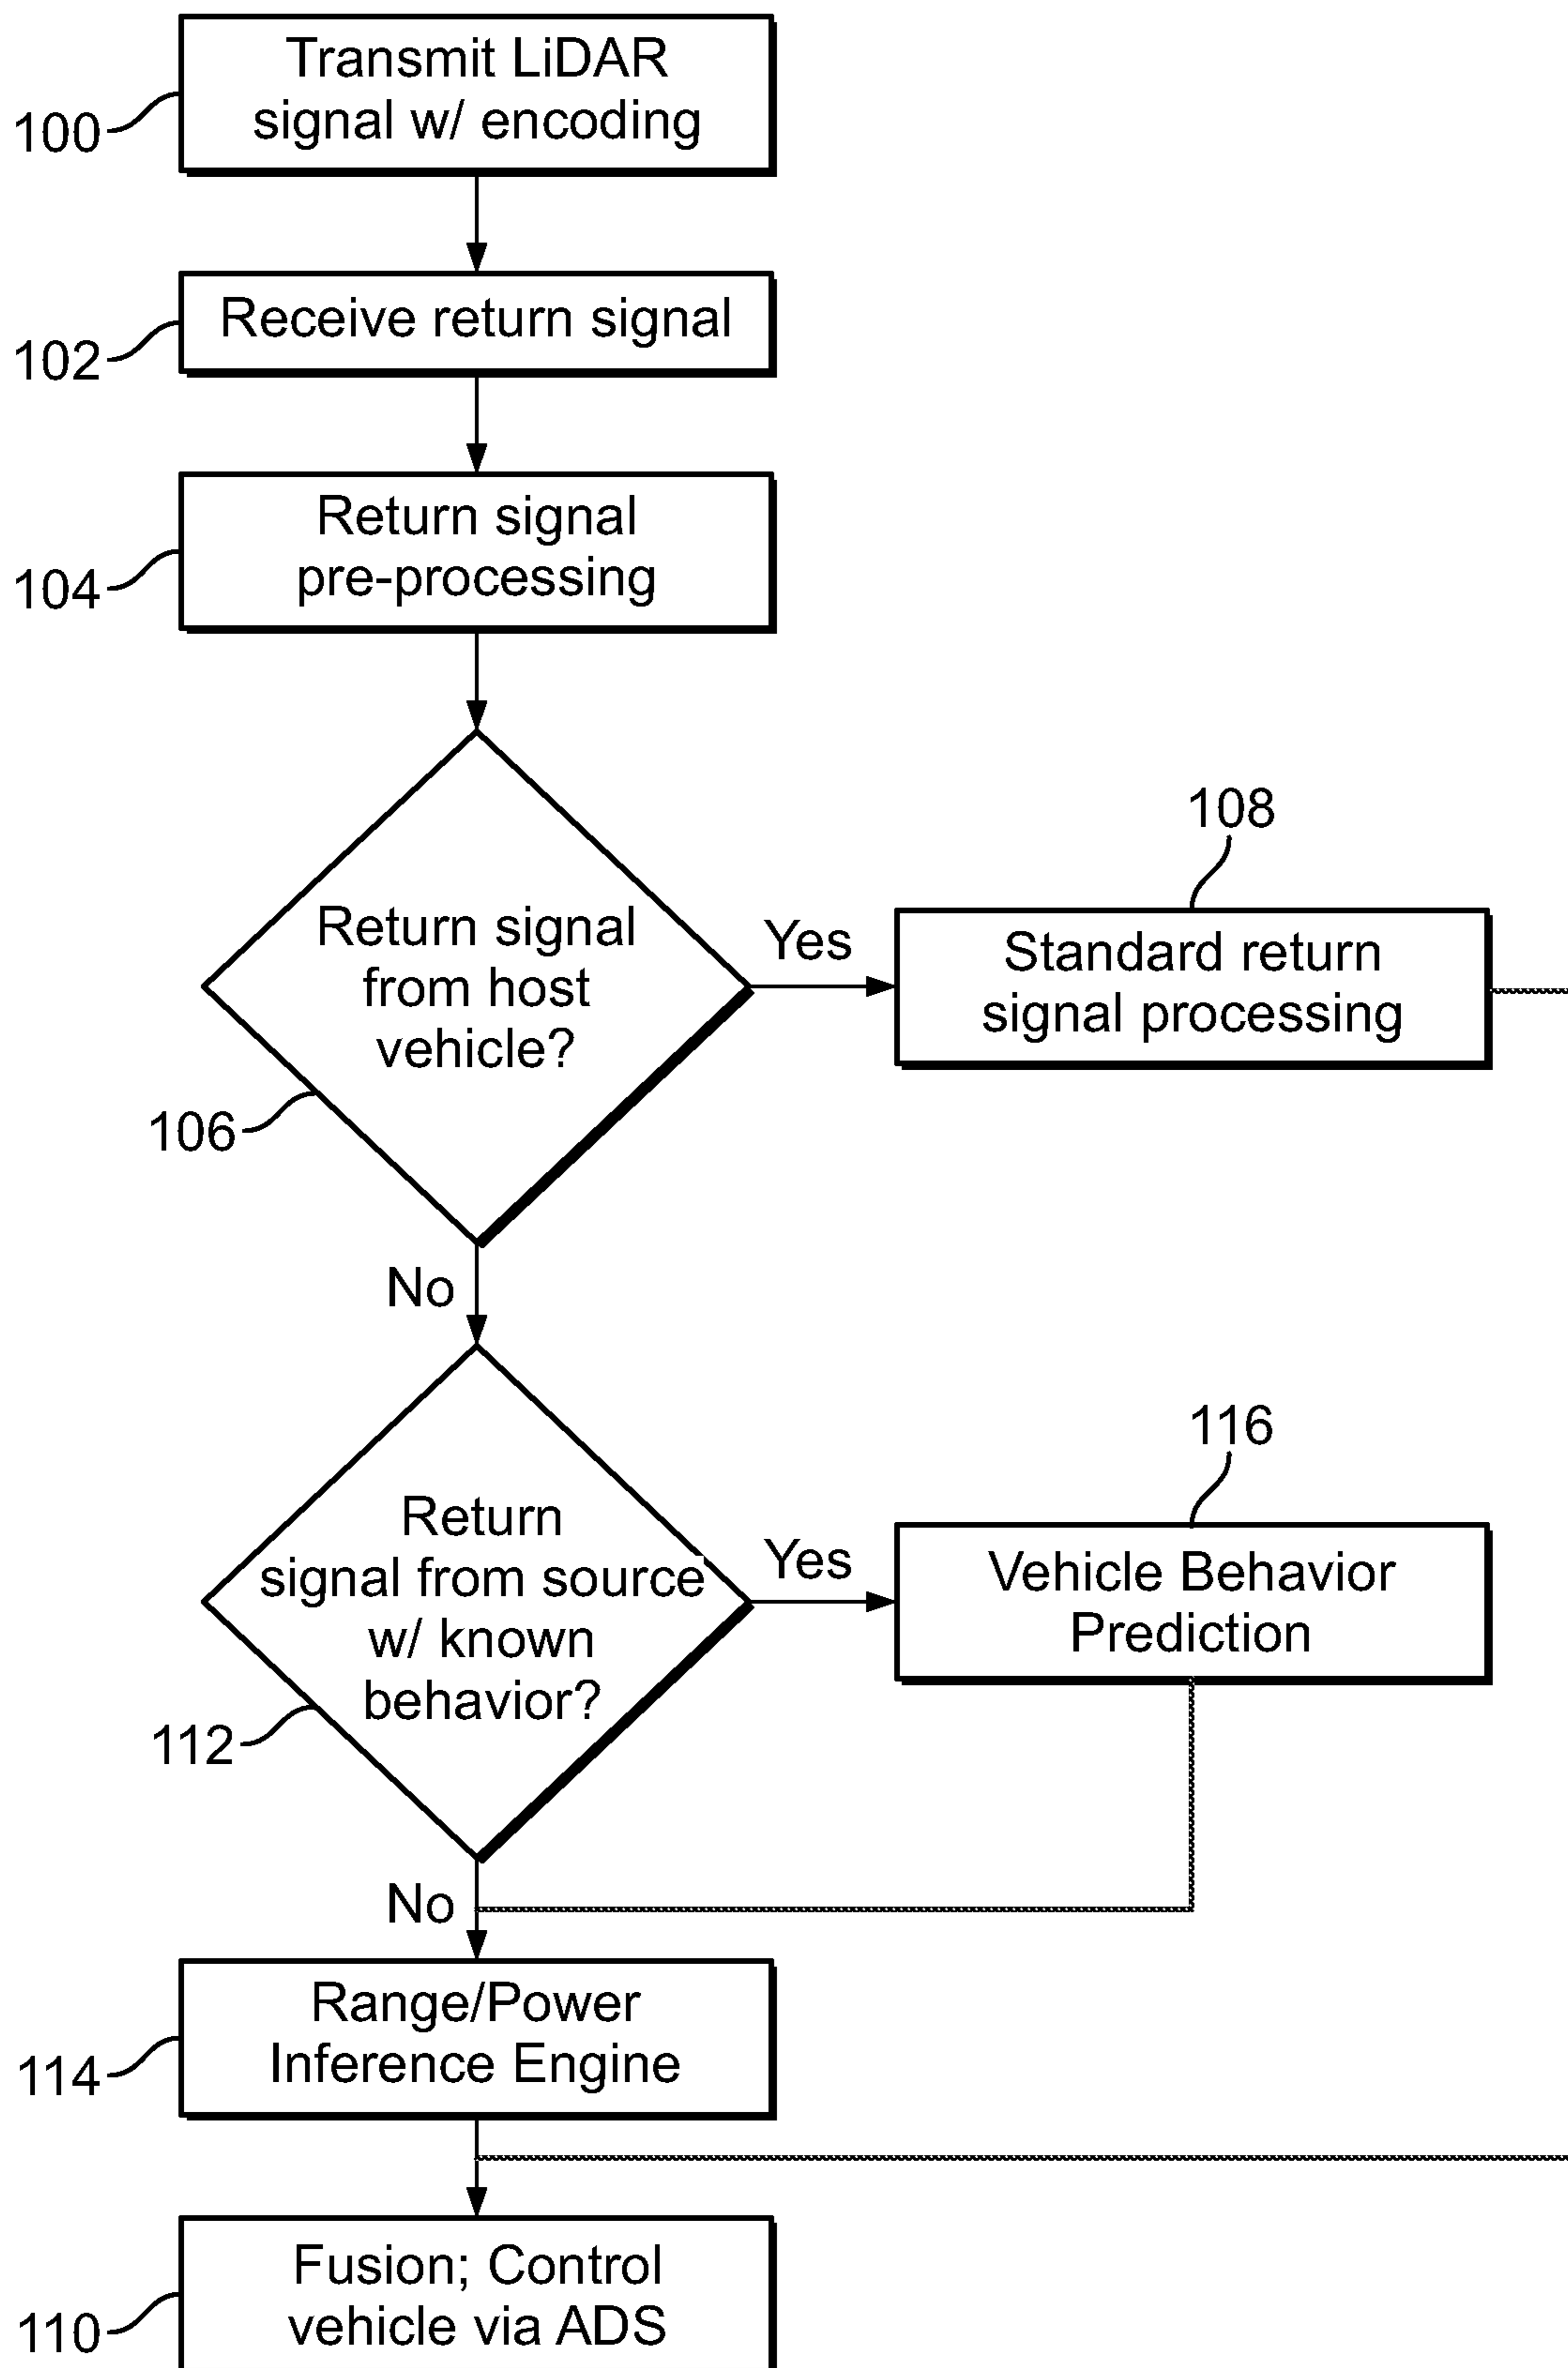 Transmit LiDAR
signal w/ encoding
100
Receive return signal
102
Return signal
pre-processing
104
108
Return signal
from host
vehicle?
Yes
Standard return
signal processing
106
No
116
Return
signal from source
w/ known
behavior?
Yes
Vehicle Behavior
Prediction
112
No
Range/Power
Inference Engine
114
Fusion; Control
vehicle via ADS
110